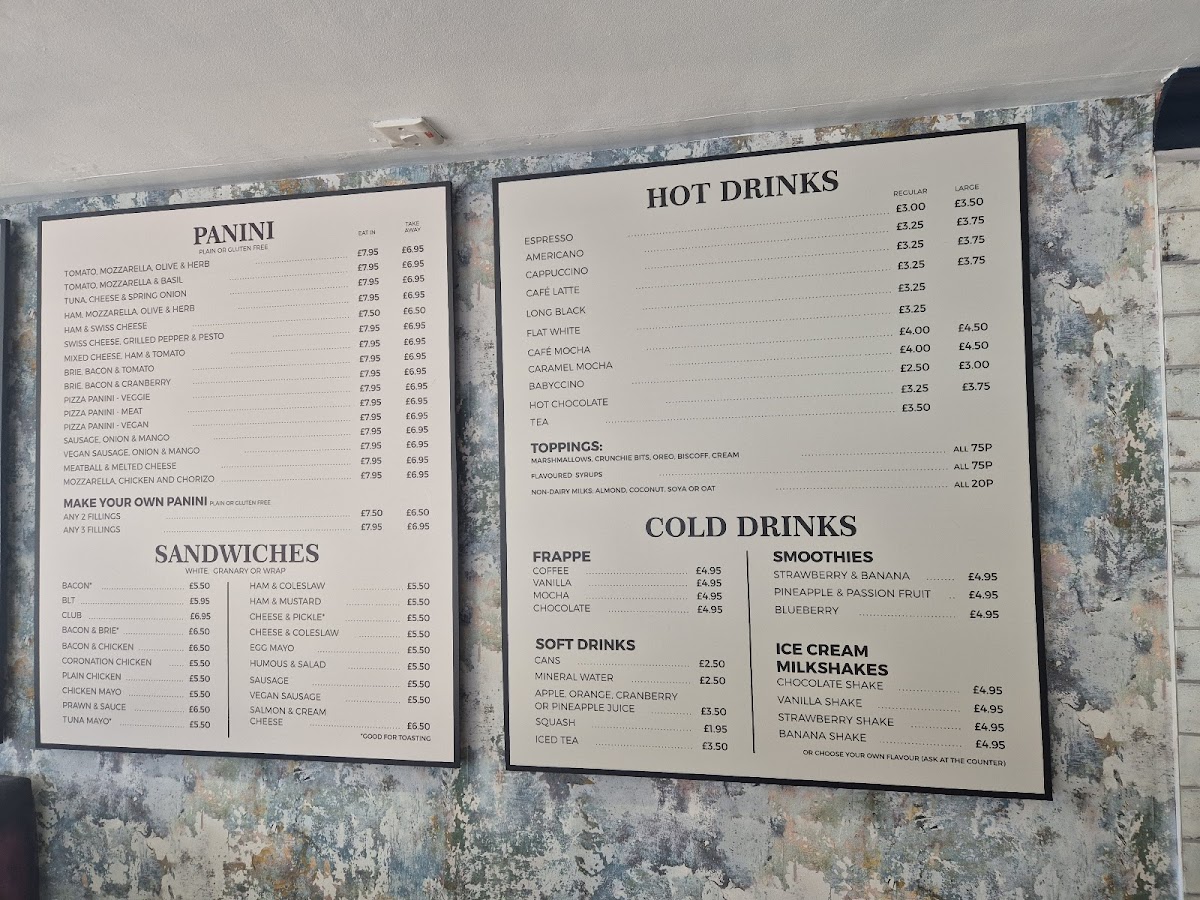 PANINI
PLAIN OR GLUTEN FREE
EAT IN TAKE AWAY
TOMATO, MOZZARELLA, OLIVE & HERB £7.95 £6.95
TOMATO, MOZZARELLA & BASIL £7.95 £6.95
TUNA, CHEESE & SPRING ONION £7.95 £6.95
HAM, MOZZARELLA, OLIVE & HERB £7.95 £6.95
HAM & SWISS CHEESE £7.50 £6.50
SWISS CHEESE, GRILLED PEPPER & PESTO £7.95 £6.95
MIXED CHEESE, HAM & TOMATO £7.95 £6.95
BRIE, BACON & TOMATO £7.95 £6.95
BRIE, BACON & CRANBERRY £7.95 £6.95
PIZZA PANINI - VEGGIE £7.95 £6.95
PIZZA PANINI - MEAT £7.95 £6.95
PIZZA PANINI - VEGAN £7.95 £6.95
SAUSAGE, ONION & MANGO £7.95 £6.95
VEGAN SAUSAGE, ONION & MANGO £7.95 £6.95
MEATBALL & MELTED CHEESE £7.95 £6.95
MOZZARELLA, CHICKEN AND CHORIZO £7.95 £6.95
MAKE YOUR OWN PANINI PLAIN OR GLUTEN FREE
ANY 2 FILLINGS £7.50 £6.50
ANY 3 FILLINGS £7.95 £6.95
SANDWICHES
WHITE, GRANARY OR WRAP
BACON* £5.50
BLT £5.95
CLUB £6.95
BACON & BRIE* £6.50
BACON & CHICKEN £6.50
CORONATION CHICKEN £5.50
PLAIN CHICKEN £5.50
CHICKEN MAYO £5.50
PRAWN & SAUCE £6.50
TUNA MAYO* £5.50
HAM & COLESLAW £5.50
HAM & MUSTARD £5.50
CHEESE & PICKLE* £5.50
CHEESE & COLESLAW £5.50
EGG MAYO £5.50
HUMOUS & SALAD £5.50
SAUSAGE £5.50
VEGAN SAUSAGE £5.50
SALMON & CREAM
CHEESE £6.50
*GOOD FOR TOASTING
HOT DRINKS
REGULAR LARGE
ESPRESSO £3.00 £3.50
AMERICANO £3.25 £3.75
CAPPUCCINO £3.25 £3.75
CAFÉ LATTE £3.25 £3.75
LONG BLACK £3.25
FLAT WHITE £3.25
CAFÉ MOCHA £4.00 £4.50
CARAMEL MOCHA £4.00 £4.50
BABYCCINO £2.50 £3.00
HOT CHOCOLATE £3.25 £3.75
TEA £3.50
TOPPINGS:
MARSHMALLOWS, CRUNCHIE BITS, OREO, BISCOFF, CREAM ALL 75P
FLAVOURED SYRUPS ALL 75P
NON-DAIRY MILKS: ALMOND, COCONUT, SOYA OR OAT ALL 20P
COLD DRINKS
FRAPPE
COFFEE £4.95
VANILLA £4.95
MOCHA £4.95
CHOCOLATE £4.95
SOFT DRINKS
CANS £2.50
MINERAL WATER £2.50
APPLE, ORANGE, CRANBERRY
OR PINEAPPLE JUICE £3.50
SQUASH £1.95
ICED TEA £3.50
SMOOTHIES
STRAWBERRY & BANANA £4.95
PINEAPPLE & PASSION FRUIT £4.95
BLUEBERRY £4.95
ICE CREAM
MILKSHAKES
CHOCOLATE SHAKE £4.95
VANILLA SHAKE £4.95
STRAWBERRY SHAKE £4.95
BANANA SHAKE £4.95
OR CHOOSE YOUR OWN FLAVOUR (ASK AT THE COUNTER)